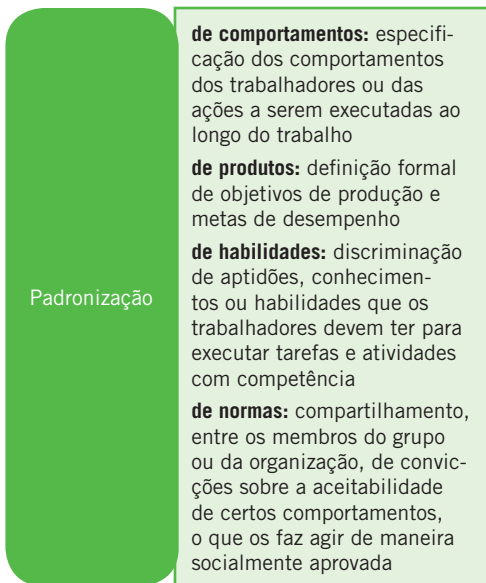 Padronização
de comportamentos: especifi-
cação dos comportamentos
dos trabalhadores ou das
ações a serem executadas ao
longo do trabalho
de produtos: definição formal
de objetivos de produção e
metas de desempenho
de habilidades: discriminação
de aptidões, conhecimen-
tos ou habilidades que os
trabalhadores devem ter para
executar tarefas e atividades
com competência
de normas: compartilhamento,
entre os membros do grupo
ou da organização, de convic-
ções sobre a aceitabilidade
de certos comportamentos,
o que os faz agir de maneira
socialmente aprovada